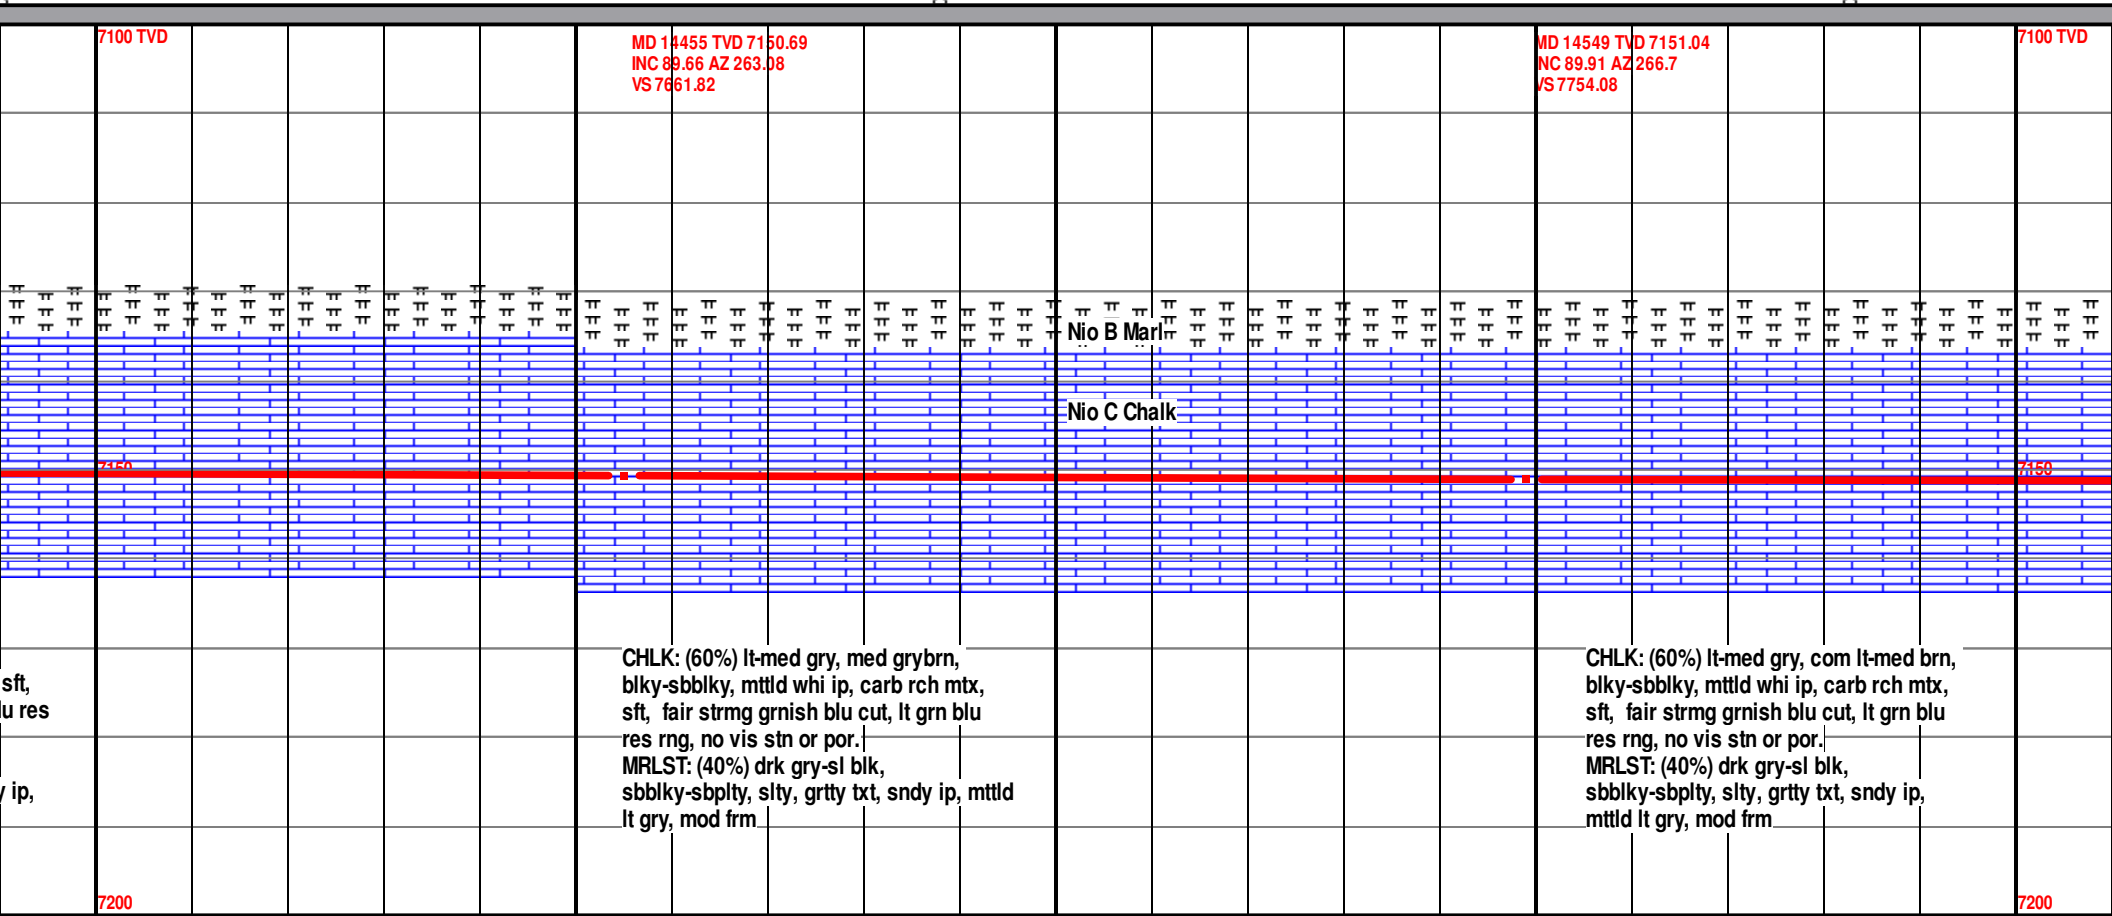 7100 TVD
MD 14455 TVD 7150.69
INC 89.66 AZ 263.08
VS 7661.82
MD 14549 TVD 7151.04
INC 89.91 AZ 266.7
VS 7754.08
7100 TVD
Nio B Marl
Nio C Chalk
7150
7150
sft,
res
ip,
CHLK: (60%) lt-med gry, med grybrn,
blky-sbblky, mttld whi ip, carb rch mtx,
sft,  fair strmg grnish blu cut, lt grn blu
res rng, no vis stn or por.
MRLST: (40%) drk gry-sl blk,
sbblky-sbplty, slty, grtty txt, sndy ip, mttld
lt gry, mod frm
CHLK: (60%) lt-med gry, com lt-med brn,
blky-sbblky, mttld whi ip, carb rch mtx,
sft,  fair strmg grnish blu cut, lt grn blu
res rng, no vis stn or por.
MRLST: (40%) drk gry-sl blk,
sbblky-sbplty, slty, grtty txt, sndy ip,
mttld lt gry, mod frm
7200
7200